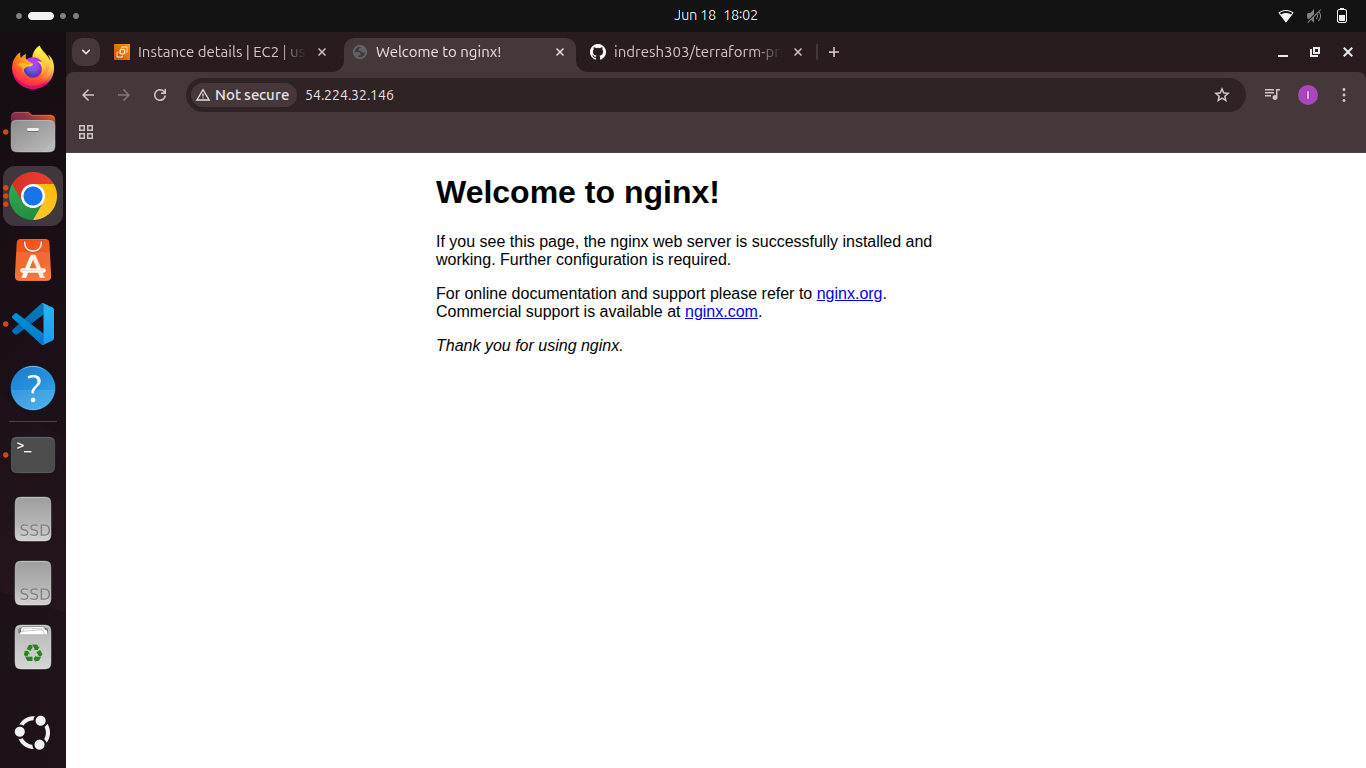 Jun 18 18:02
Instance details | EC2 | us
Welcome to nginx!
indresh303/terraform-pr
Not secure
54.224.32.146
I
Welcome to nginx!
If you see this page, the nginx web server is successfully installed and
working. Further configuration is required.
For online documentation and support please refer to nginx.org.
Commercial support is available at nginx.com.
Thank you for using nginx.
?
>_
SSD
SSD